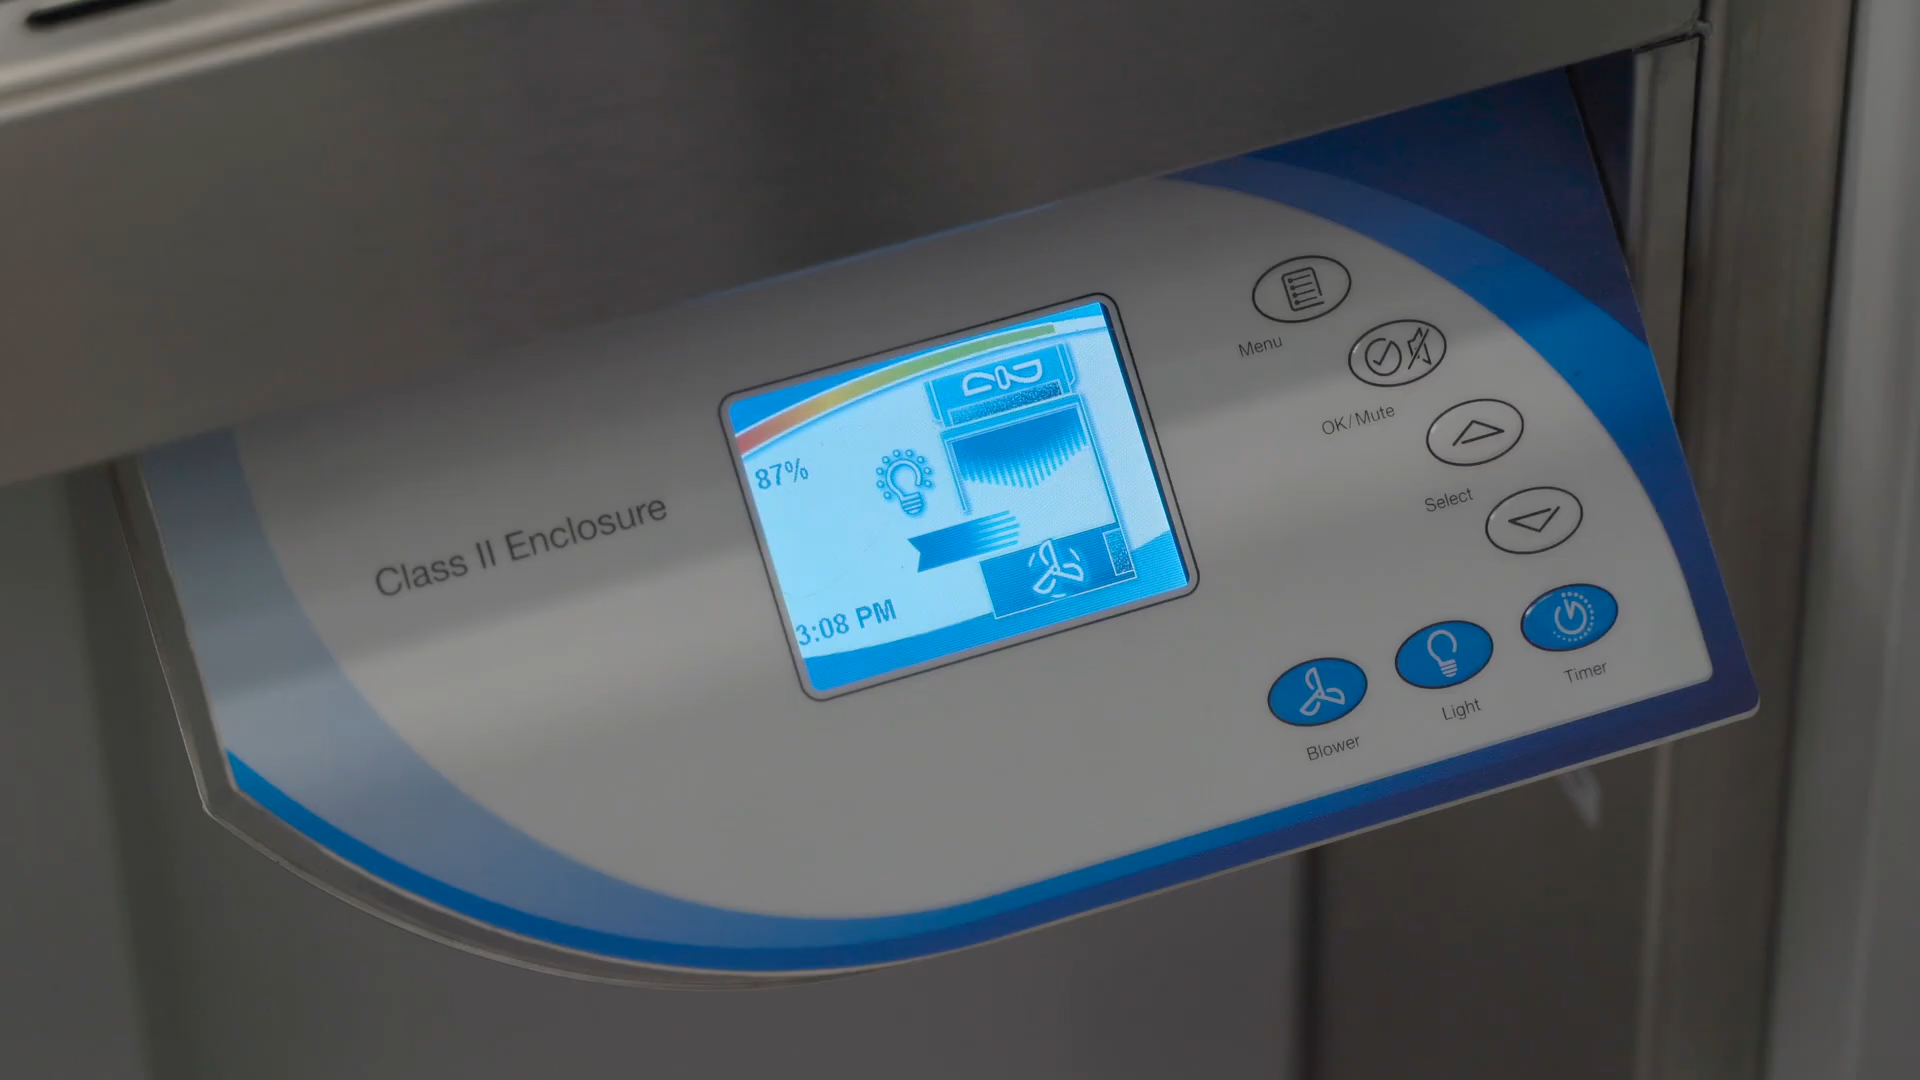 Class II Enclosure
87%
3:08 PM
Menu
OK/Mute
Select
Blower
Light
Timer